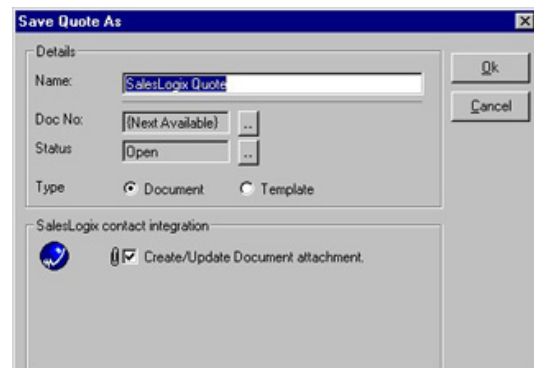 Save Quote As
Details
Name: SalesLogix Quote
Ok
Cancel
Doc No: {Next Available} ..
Status Open ..
Type Document Template
SalesLogix contact integration
Create/Update Document attachment.